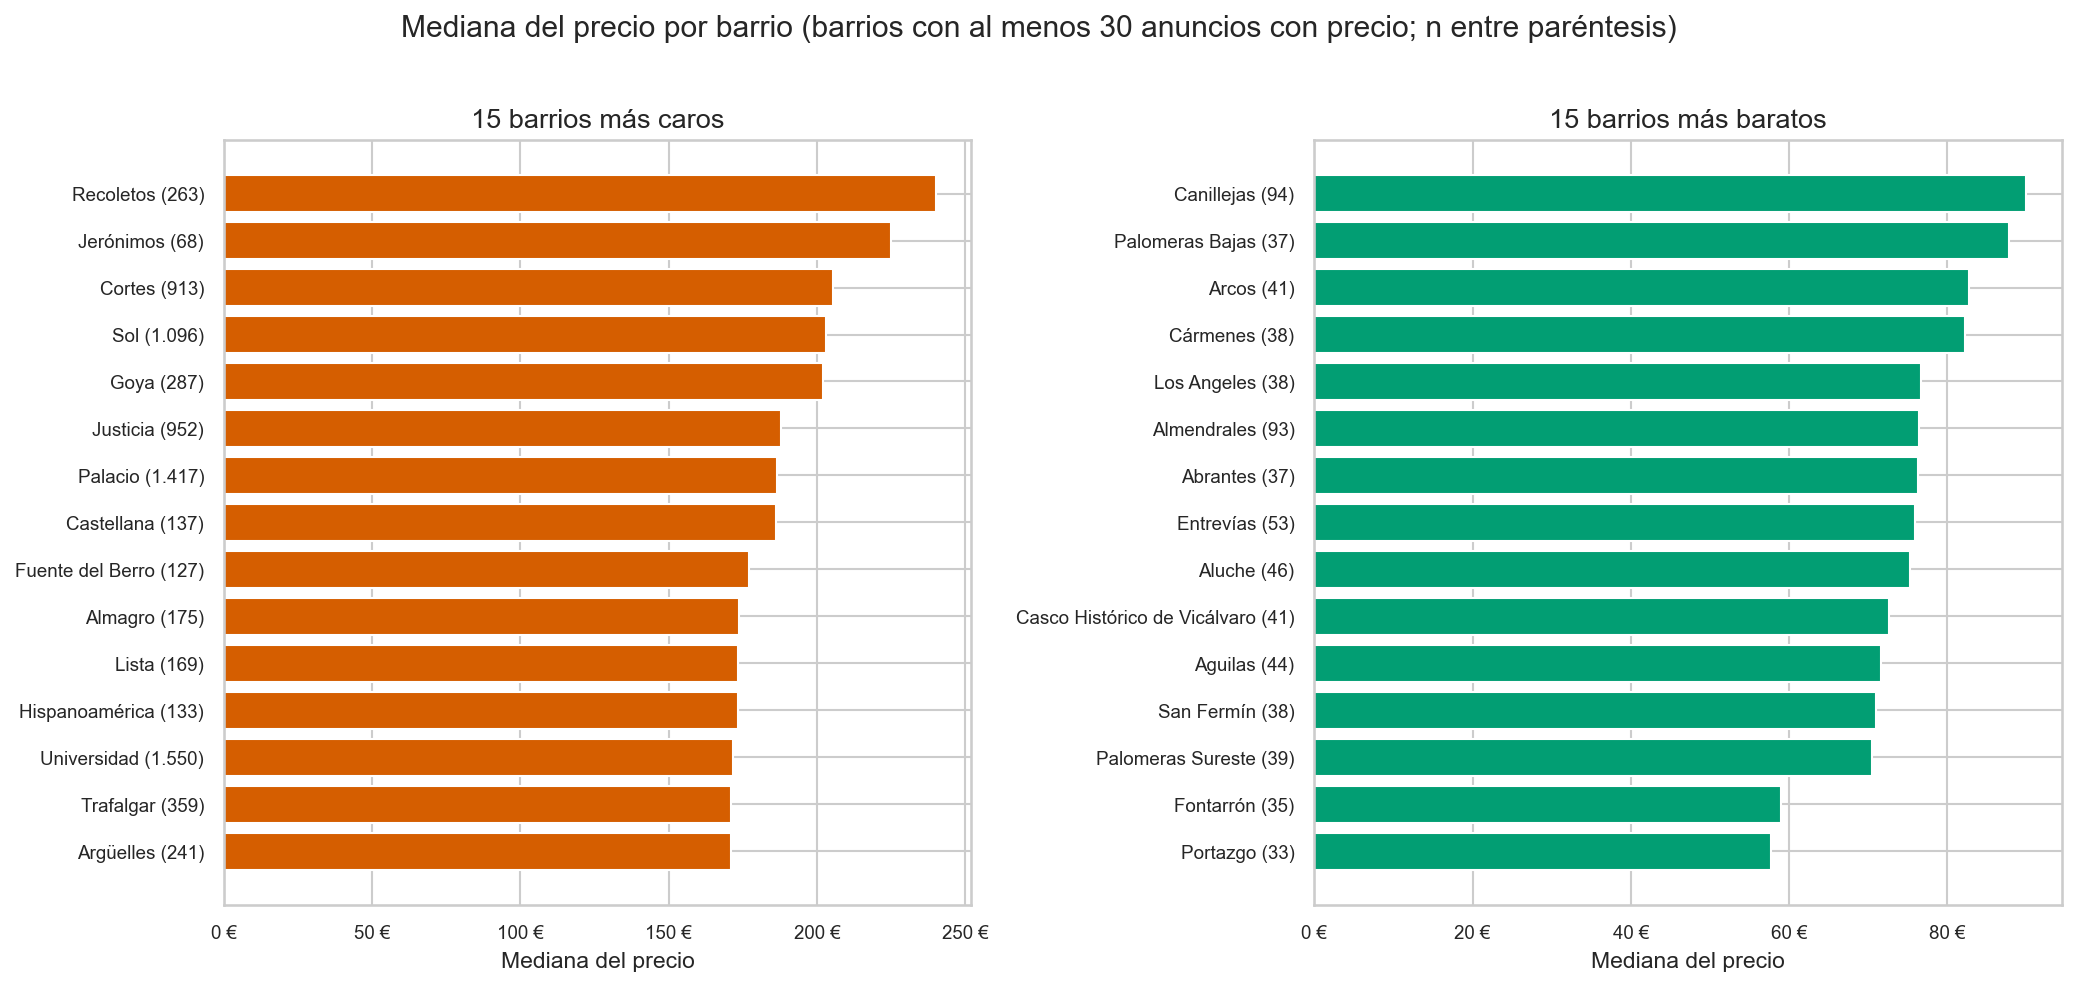 Mediana del precio por barrio (barrios con al menos 30 anuncios con precio; n entre paréntesis)
15 barrios más caros
Recoletos (263)
Jerónimos (68)
Cortes (913)
Sol (1.096)
Goya (287)
Justicia (952)
Palacio (1.417)
Castellana (137)
Fuente del Berro (127)
Almagro (175)
Lista (169)
Hispanoamérica (133)
Universidad (1.550)
Trafalgar (359)
Argüelles (241)
0 € 50 € 100 € 150 € 200 € 250 €
Mediana del precio
15 barrios más baratos
Canillejas (94)
Palomeras Bajas (37)
Arcos (41)
Cármenes (38)
Los Angeles (38)
Almendrales (93)
Abrantes (37)
Entrevías (53)
Aluche (46)
Casco Histórico de Vicálvaro (41)
Aguilas (44)
San Fermín (38)
Palomeras Sureste (39)
Fontarrón (35)
Portazgo (33)
0 € 20 € 40 € 60 € 80 €
Mediana del precio